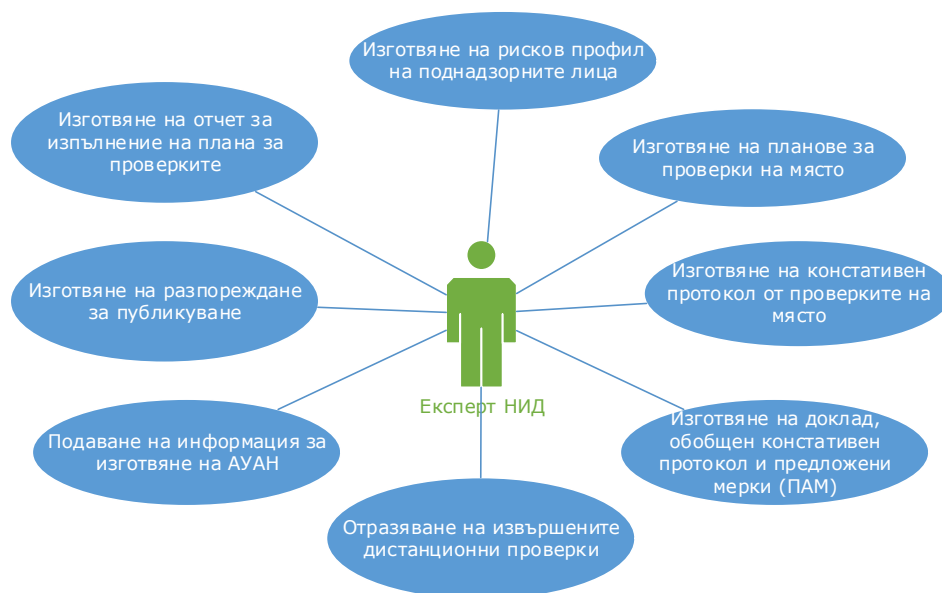 Изготвяне на рисков профил
на поднадзорните лица
Изготвяне на отчет за
изпълнение на плана за
проверките
Изготвяне на планове за
проверки на място
Изготвяне на разпореждане
за публикуване
Изготвяне на констативен
протокол от проверките на
място
Експерт НИД
Подаване на информация за
изготвяне на АУАН
Изготвяне на доклад,
обобщен констативен
протокол и предложени
мерки (ПАМ)
Отразяване на извършените
дистанционни проверки